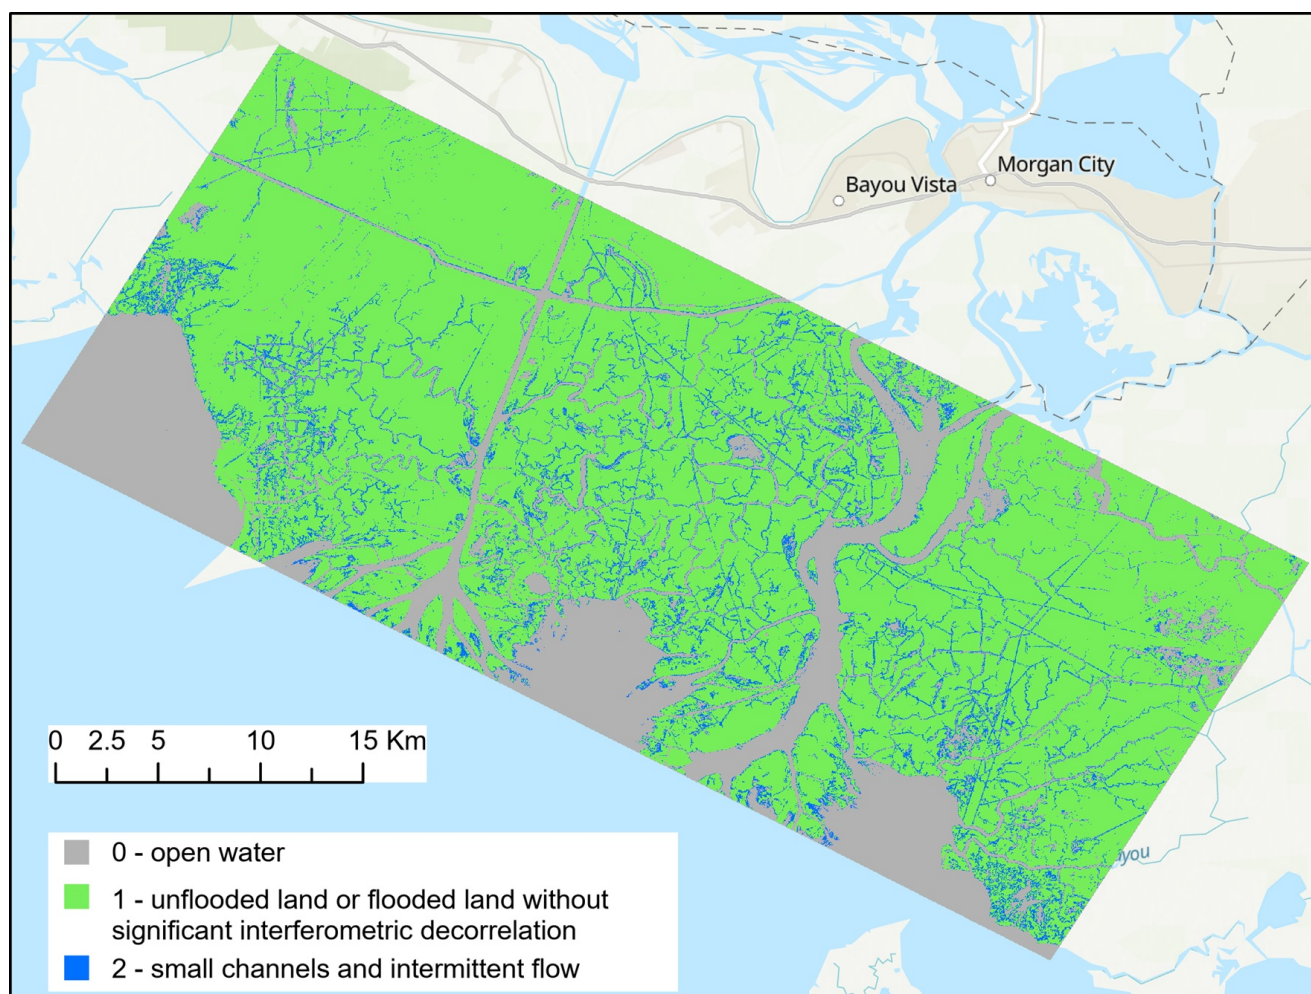 Morgan City
Bayou Vista
0 2.5 5 10 15 Km
ayou
0 - open water
1 - unflooded land or flooded land without
significant interferometric decorrelation
2 - small channels and intermittent flow